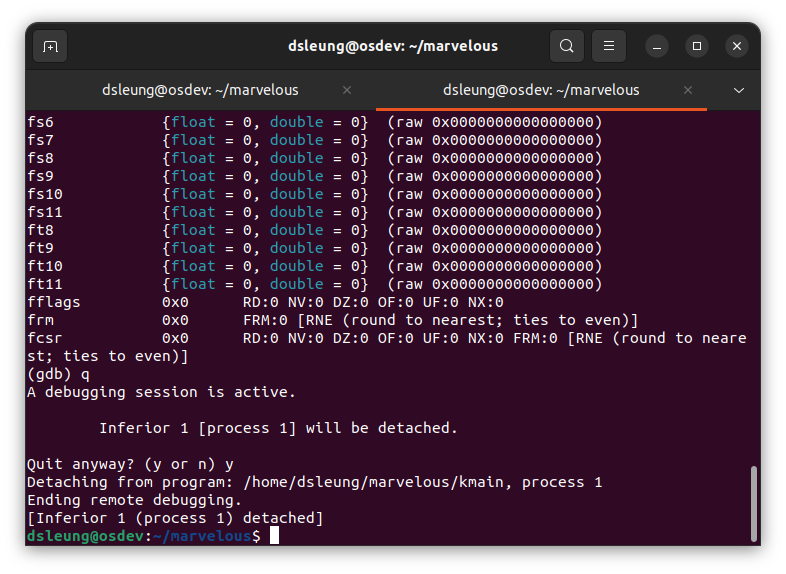 dsleung@osdev: ~/marvelous
dsleung@osdev: ~/marvelous
dsleung@osdev: ~/marvelous
fs6            {float = 0, double = 0}  (raw 0x0000000000000000)
fs7            {float = 0, double = 0}  (raw 0x0000000000000000)
fs8            {float = 0, double = 0}  (raw 0x0000000000000000)
fs9            {float = 0, double = 0}  (raw 0x0000000000000000)
fs10           {float = 0, double = 0}  (raw 0x0000000000000000)
fs11           {float = 0, double = 0}  (raw 0x0000000000000000)
ft8            {float = 0, double = 0}  (raw 0x0000000000000000)
ft9            {float = 0, double = 0}  (raw 0x0000000000000000)
ft10           {float = 0, double = 0}  (raw 0x0000000000000000)
ft11           {float = 0, double = 0}  (raw 0x0000000000000000)
fflags         0x0      RD:0 NV:0 DZ:0 OF:0 UF:0 NX:0
frm            0x0      FRM:0 [RNE (round to nearest; ties to even)]
fcsr           0x0      RD:0 NV:0 DZ:0 OF:0 UF:0 NX:0 FRM:0 [RNE (round to neare
st; ties to even)]
(gdb) q
A debugging session is active.
Inferior 1 [process 1] will be detached.
Quit anyway? (y or n) y
Detaching from program: /home/dsleung/marvelous/kmain, process 1
Ending remote debugging.
[Inferior 1 (process 1) detached]
dsleung@osdev:~/marvelous$